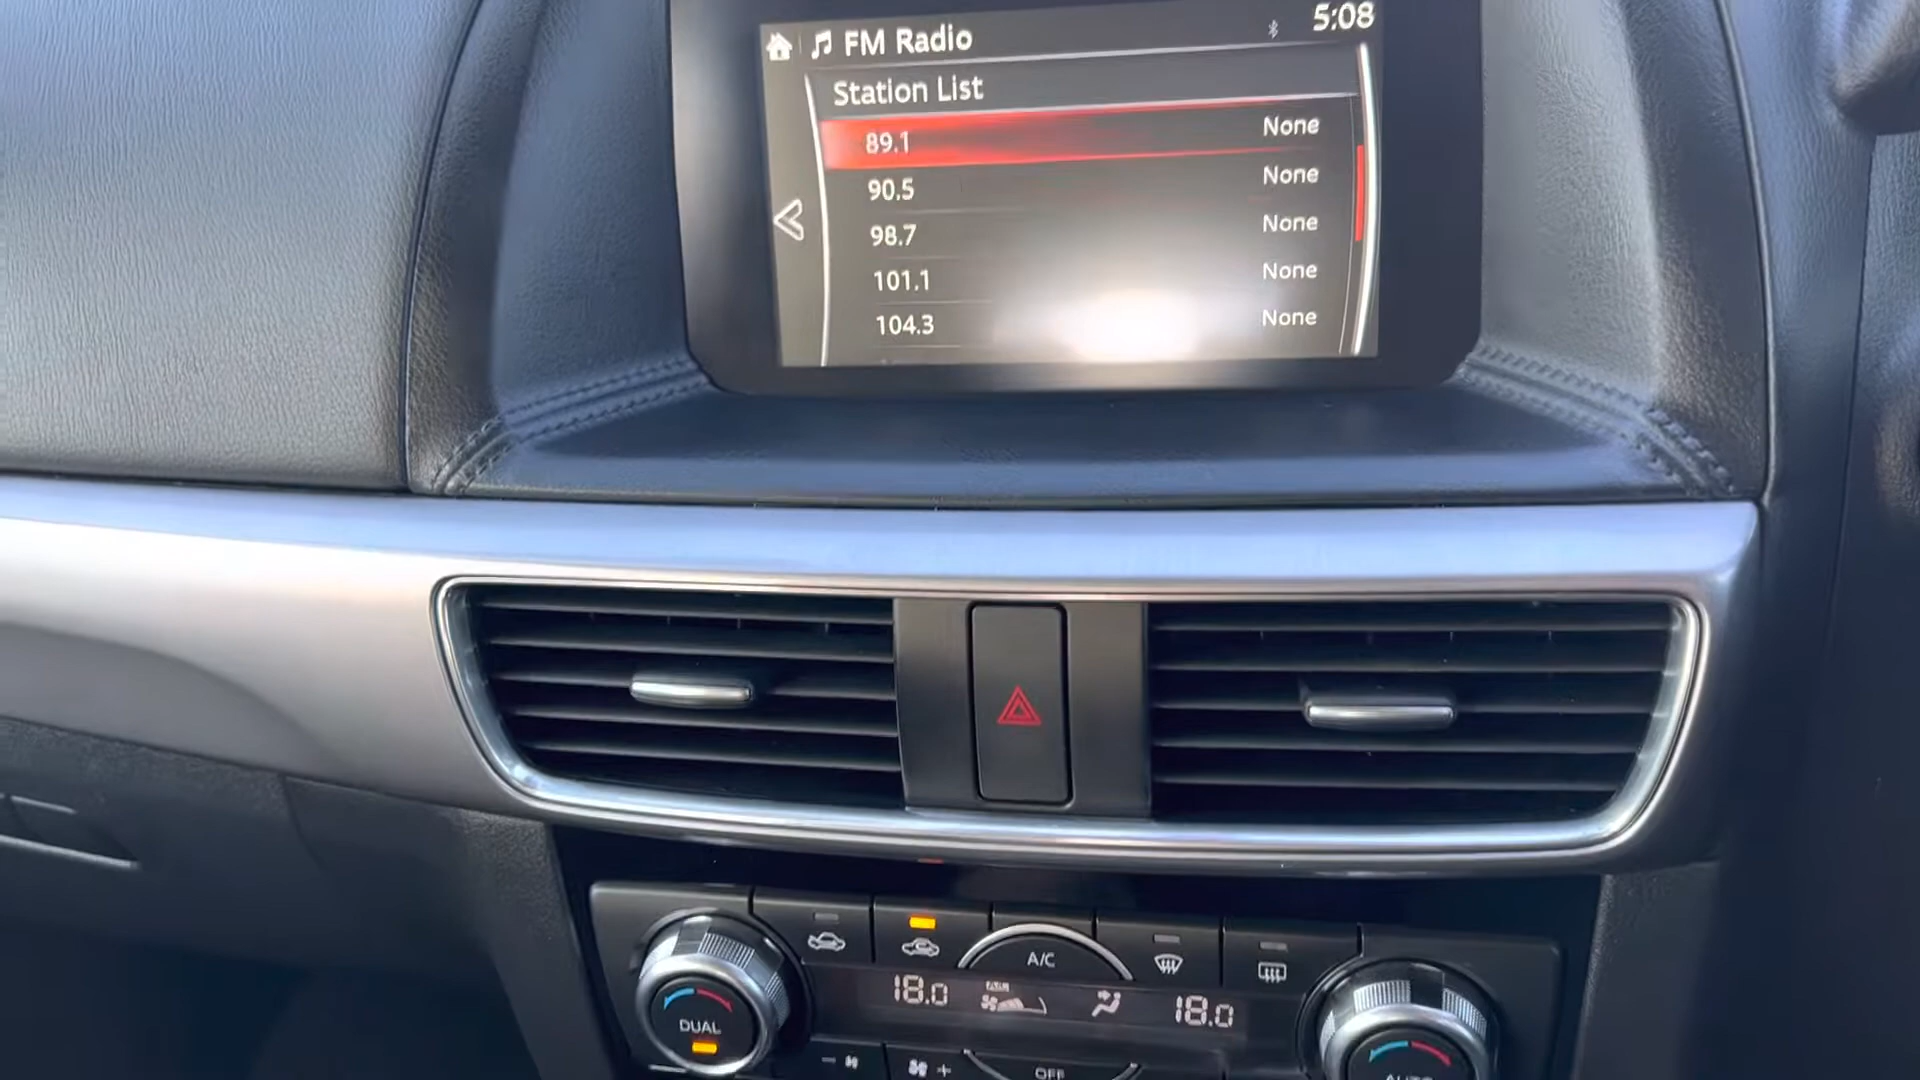 FM Radio
5:08
Station List
89.1 None
90.5 None
98.7 None
101.1 None
104.3 None
A/C
18.0 A/C 18.0
DUAL
- +
OFF
AUTO